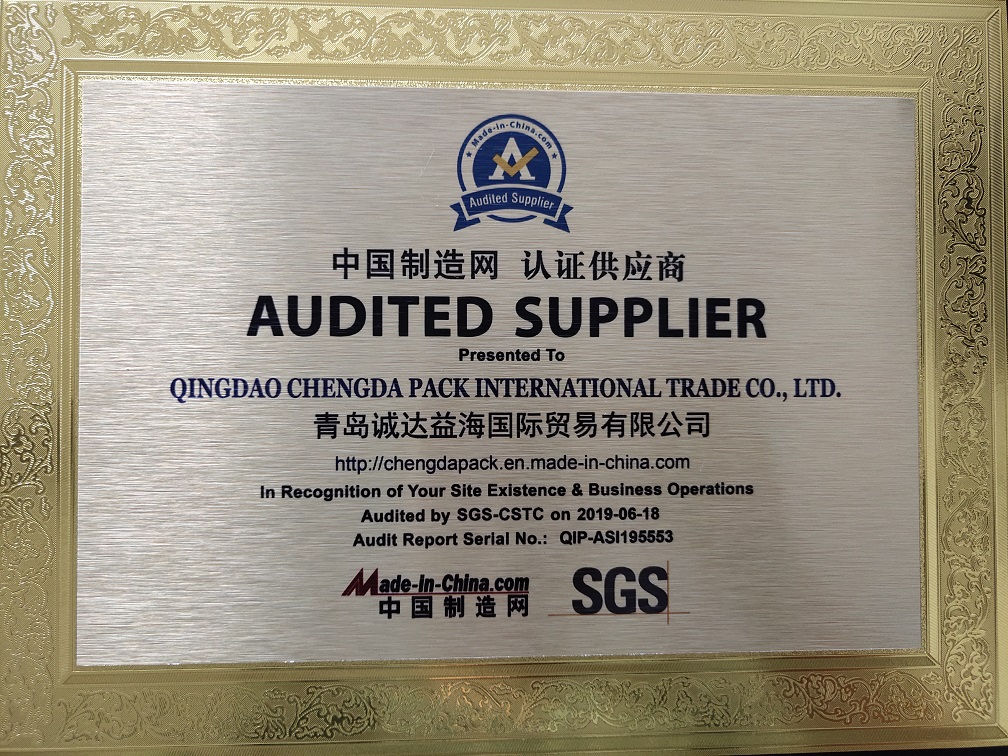 ★ Made-in-China.com ★
A
Audited Supplier
中国制造网 认证供应商
AUDITED SUPPLIER
Presented To
QINGDAO CHENGDA PACK INTERNATIONAL TRADE CO., LTD.
青岛诚达益海国际贸易有限公司
http://chengdapack.en.made-in-china.com
In Recognition of Your Site Existence & Business Operations
Audited by SGS-CSTC on 2019-06-18
Audit Report Serial No.: QIP-ASI195553
Made-in-China.com
中国制造网
SGS